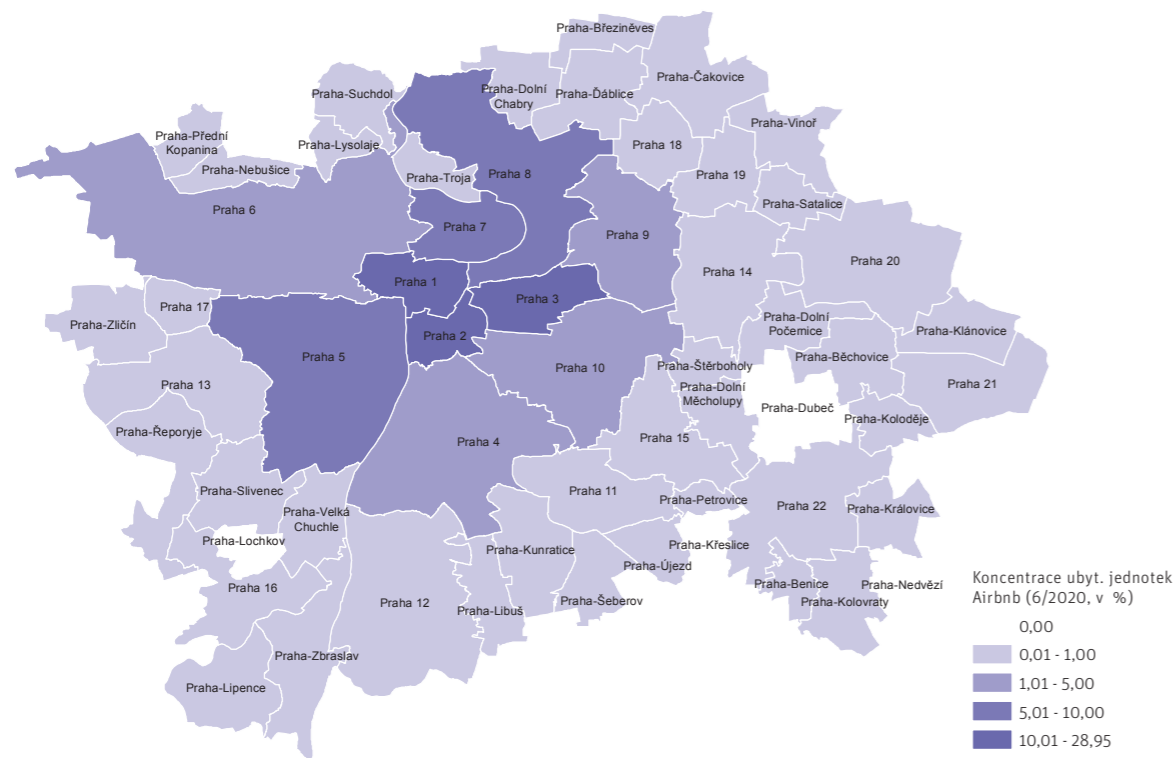 Praha-Březiněves
Praha-Čakovice
Praha-Suchdol
Praha-Dolní
Chabry
Praha-Ďáblice
Praha-Vinoř
Praha-Přední
Kopanina
Praha-Lysolaje
Praha 18
Praha-Nebušice
Praha-Troja
Praha 8
Praha 19
Praha-Satalice
Praha 6
Praha 7
Praha 9
Praha 20
Praha 14
Praha 1
Praha 3
Praha 17
Praha-Zličín
Praha-Dolní
Počernice
Praha-Klánovice
Praha 2
Praha 5
Praha-Běchovice
Praha 10
Praha-Štěrboholy
Praha 13
Praha 21
Praha-Dolní
Měcholupy
Praha-Dubeč
Praha-Koloděje
Praha-Řeporyje
Praha 4
Praha 15
Praha-Slivenec
Praha 11
Praha-Petrovice
Praha 22
Praha-Královice
Praha-Velká
Chuchle
Praha-Lochkov
Praha-Kunratice
Praha-Křeslice
Praha-Újezd
Praha 16
Praha 12
Praha-Libuš
Praha-Šeberov
Praha-Benice
Praha-Nedvězí
Praha-Kolovraty
Praha-Zbraslav
Praha-Lipence
Koncentrace ubyt. jednotek
Airbnb (6/2020, v %)
0,00
0,01 - 1,00
1,01 - 5,00
5,01 - 10,00
10,01 - 28,95